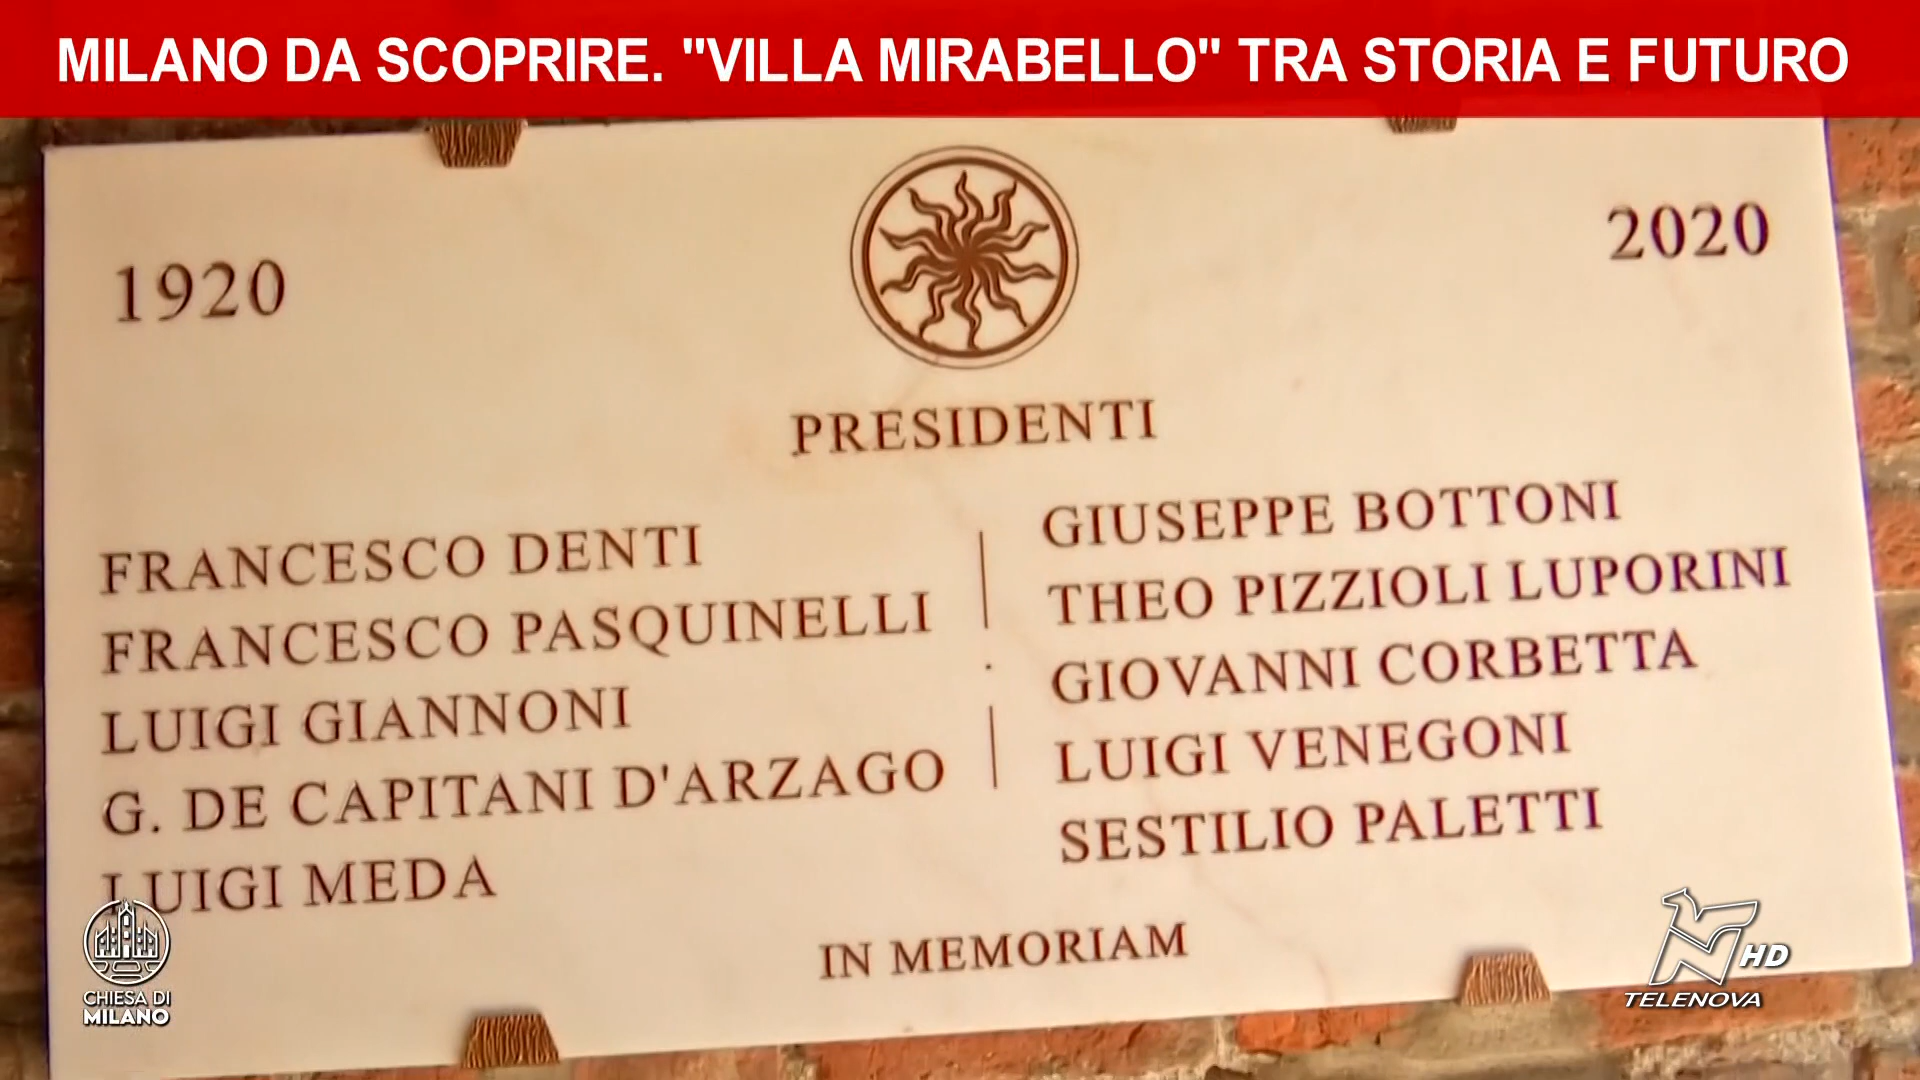 MILANO DA SCOPRIRE. "VILLA MIRABELLO" TRA STORIA E FUTURO
1920
2020
PRESIDENTI
FRANCESCO DENTI
FRANCESCO PASQUINELLI
LUIGI GIANNONI
G. DE CAPITANI D'ARZAGO
LUIGI MEDA
GIUSEPPE BOTTONI
THEO PIZZIOLI LUPORINI
GIOVANNI CORBETTA
LUIGI VENEGONI
SESTILIO PALETTI
IN MEMORIAM
CHIESA DI
MILANO
HD
TELENOVA